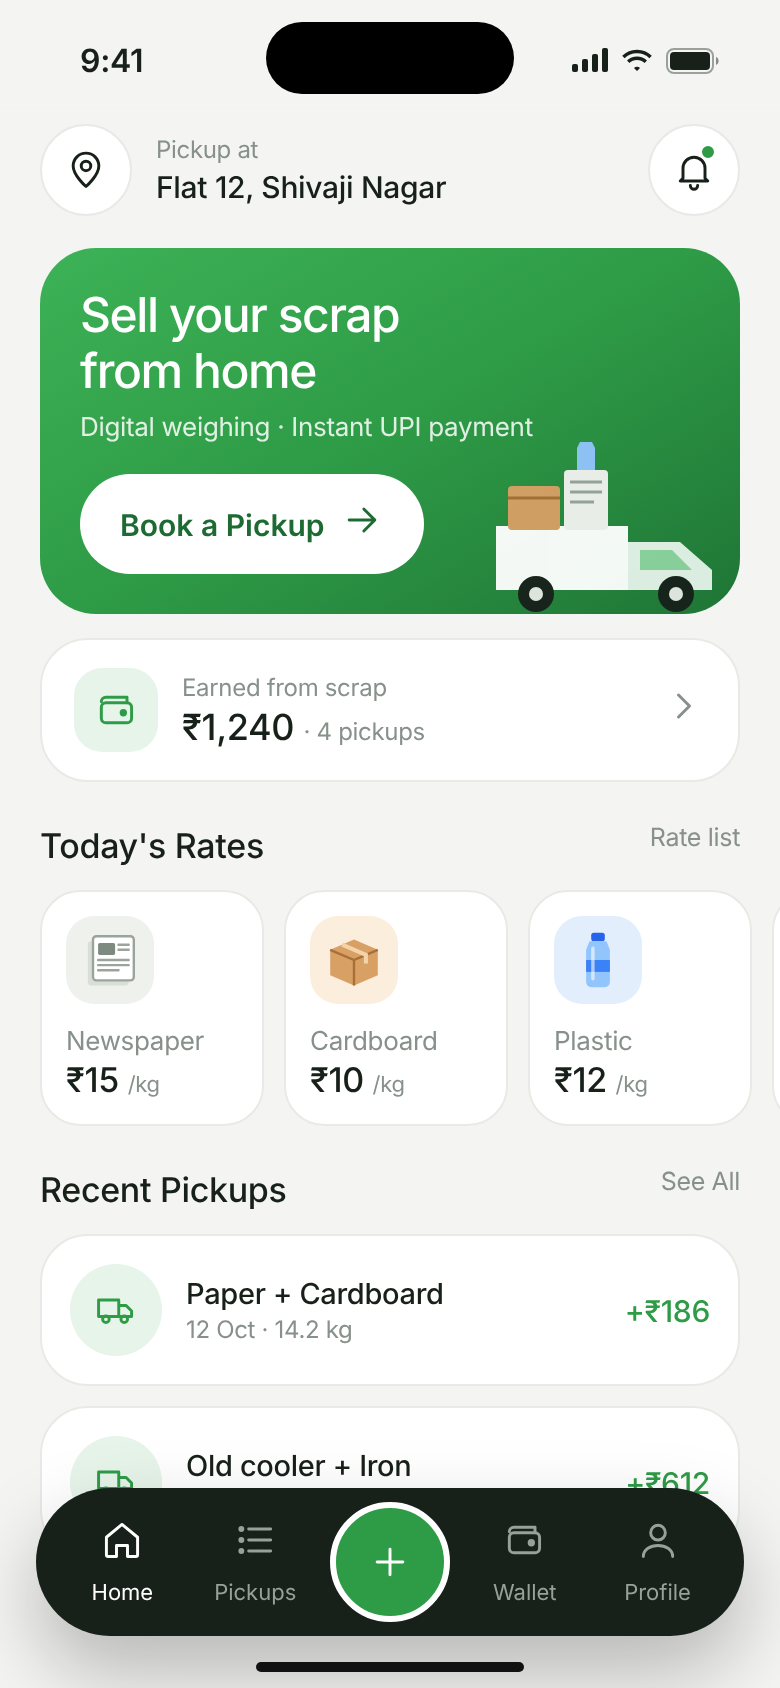 9:41
Pickup at
Flat 12, Shivaji Nagar
Sell your scrap
from home
Digital weighing · Instant UPI payment
Book a Pickup
Earned from scrap
₹1,240 · 4 pickups
Today's Rates
Rate list
Newspaper
₹15 /kg
Cardboard
₹10 /kg
Plastic
₹12 /kg
Recent Pickups
See All
Paper + Cardboard
12 Oct · 14.2 kg
+₹186
Old cooler + Iron
+₹612
Home
Pickups
Wallet
Profile